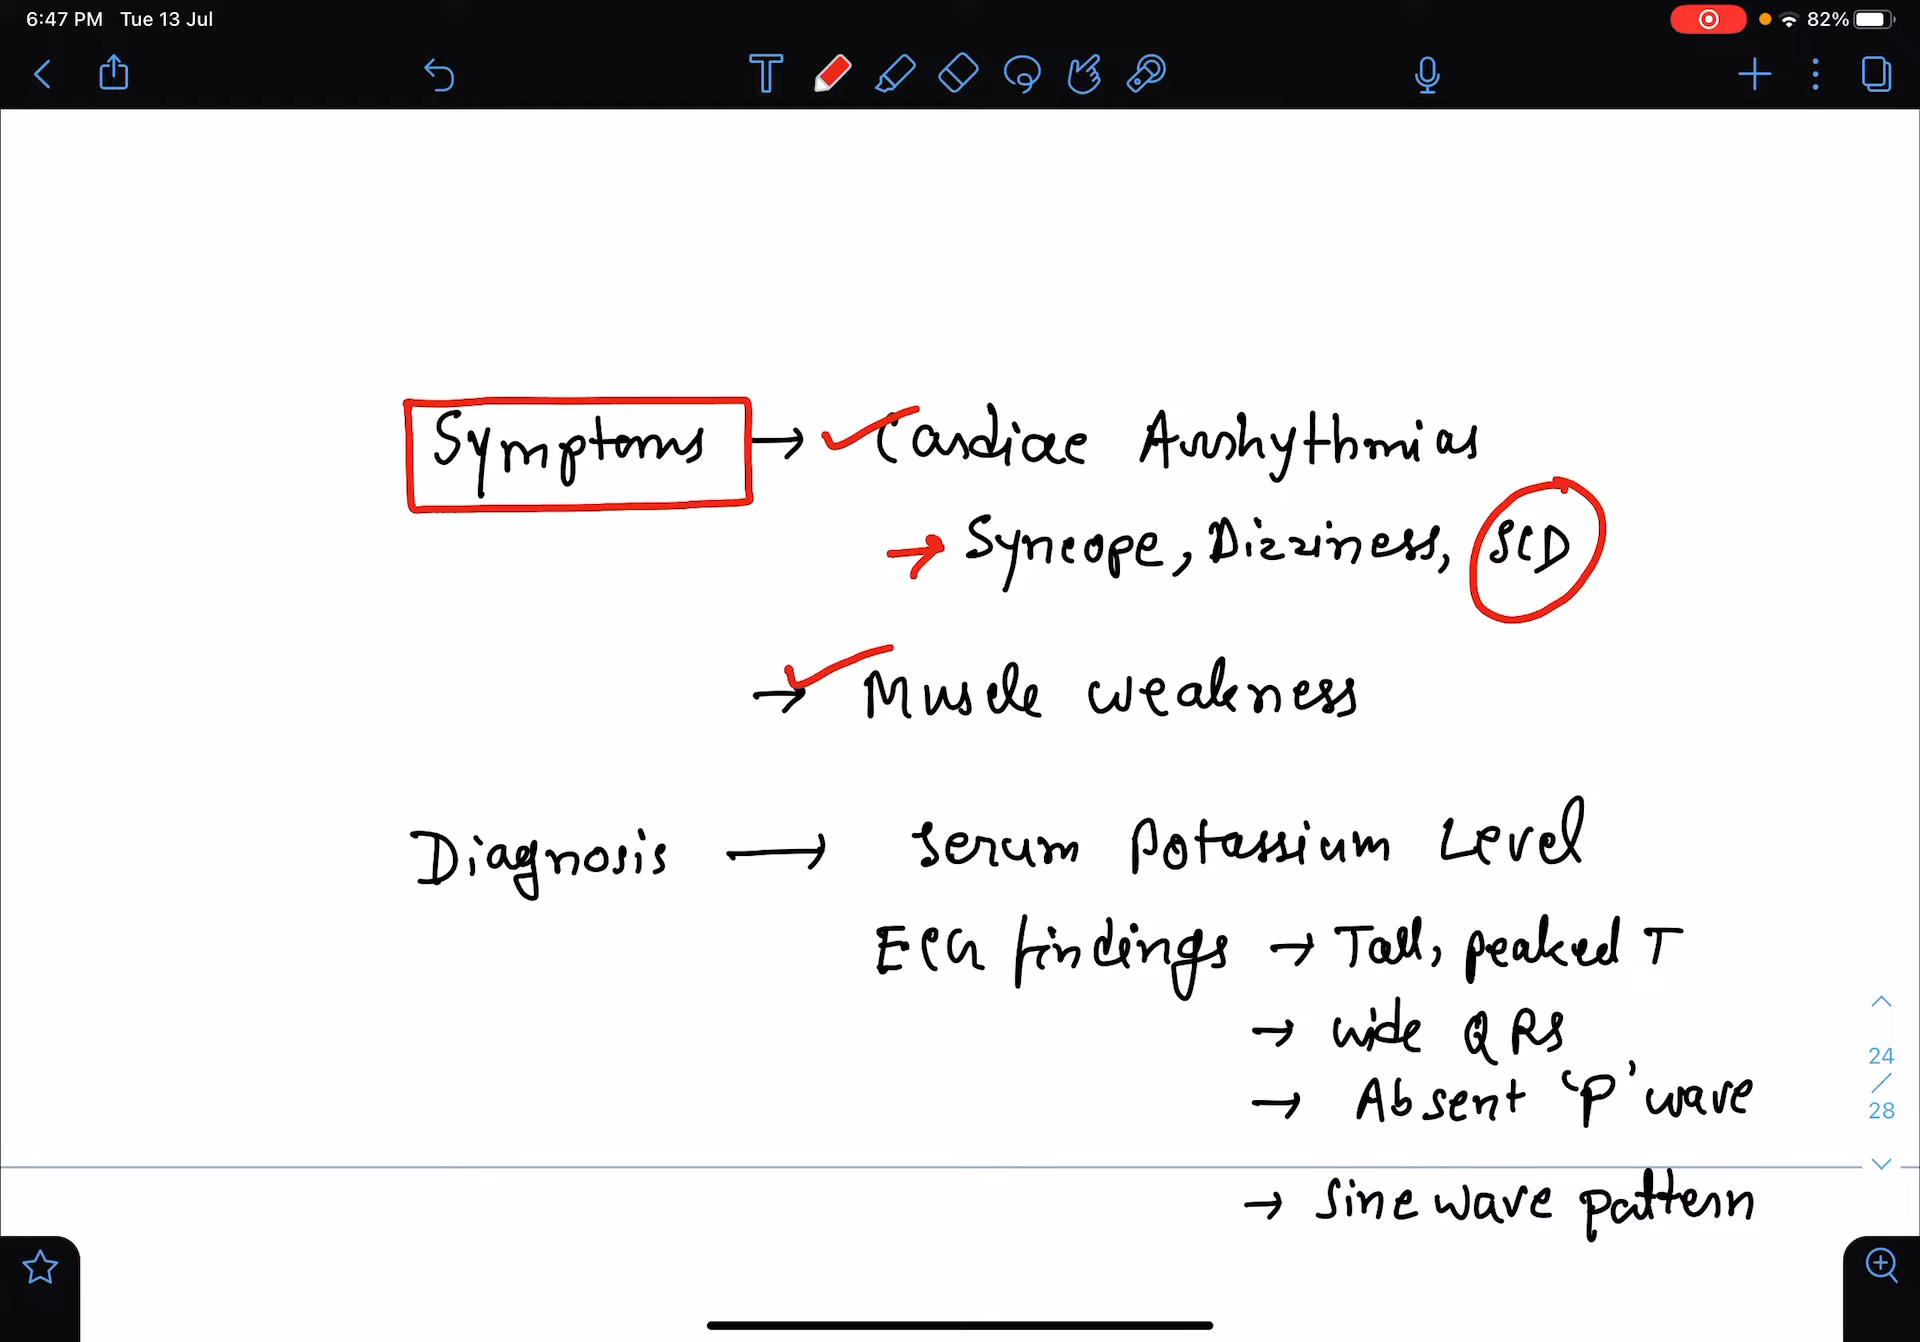 6:47 PM Tue 13 Jul 82%
Symptoms → Cardiac Arrhythmias
→ Syncope, Dizziness, SCD
→ Muscle weakness
Diagnosis → Serum Potassium Level
ECG findings → Tall, peaked T
→ wide QRS
→ Absent 'P' wave
→ Sine wave pattern
24
/
28